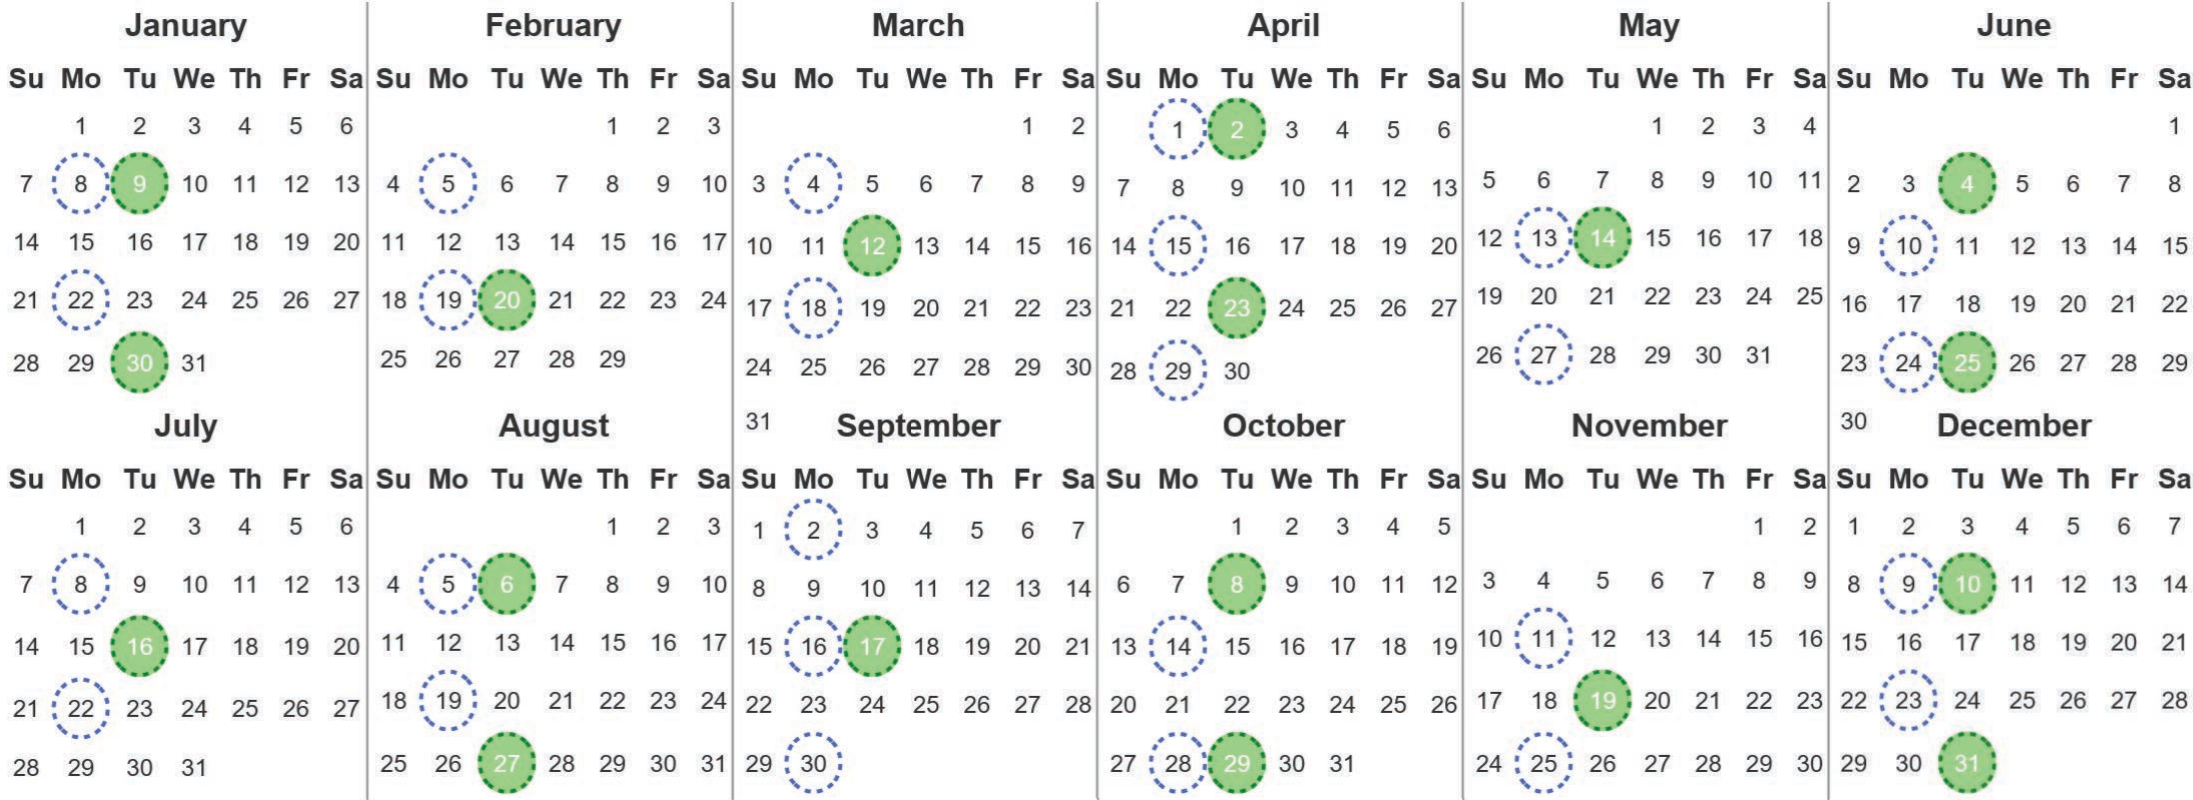 January February March April May June
Su Mo Tu We Th Fr Sa Su Mo Tu We Th Fr Sa Su Mo Tu We Th Fr Sa Su Mo Tu We Th Fr Sa Su Mo Tu We Th Fr Sa Su Mo Tu We Th Fr Sa
1 2 3 4 5 6 1 2 3 1 2 1 2 3 4 5 6 1 2 3 4 1
7 8 9 10 11 12 13 4 5 6 7 8 9 10 3 4 5 6 7 8 9 7 8 9 10 11 12 13 5 6 7 8 9 10 11 2 3 4 5 6 7 8
14 15 16 17 18 19 20 11 12 13 14 15 16 17 10 11 12 13 14 15 16 14 15 16 17 18 19 20 12 13 14 15 16 17 18 9 10 11 12 13 14 15
21 22 23 24 25 26 27 18 19 20 21 22 23 24 17 18 19 20 21 22 23 21 22 23 24 25 26 27 19 20 21 22 23 24 25 16 17 18 19 20 21 22
28 29 30 31 25 26 27 28 29 24 25 26 27 28 29 30 28 29 30 26 27 28 29 30 31 23 24 25 26 27 28 29
31 30
July August September October November December
Su Mo Tu We Th Fr Sa Su Mo Tu We Th Fr Sa Su Mo Tu We Th Fr Sa Su Mo Tu We Th Fr Sa Su Mo Tu We Th Fr Sa Su Mo Tu We Th Fr Sa
1 2 3 4 5 6 1 2 3 1 2 3 4 5 6 7 1 2 3 4 5 1 2 1 2 3 4 5 6 7
7 8 9 10 11 12 13 4 5 6 7 8 9 10 8 9 10 11 12 13 14 6 7 8 9 10 11 12 3 4 5 6 7 8 9 8 9 10 11 12 13 14
14 15 16 17 18 19 20 11 12 13 14 15 16 17 15 16 17 18 19 20 21 13 14 15 16 17 18 19 10 11 12 13 14 15 16 15 16 17 18 19 20 21
21 22 23 24 25 26 27 18 19 20 21 22 23 24 22 23 24 25 26 27 28 20 21 22 23 24 25 26 17 18 19 20 21 22 23 22 23 24 25 26 27 28
28 29 30 31 25 26 27 28 29 30 31 29 30 27 28 29 30 31 24 25 26 27 28 29 30 29 30 31